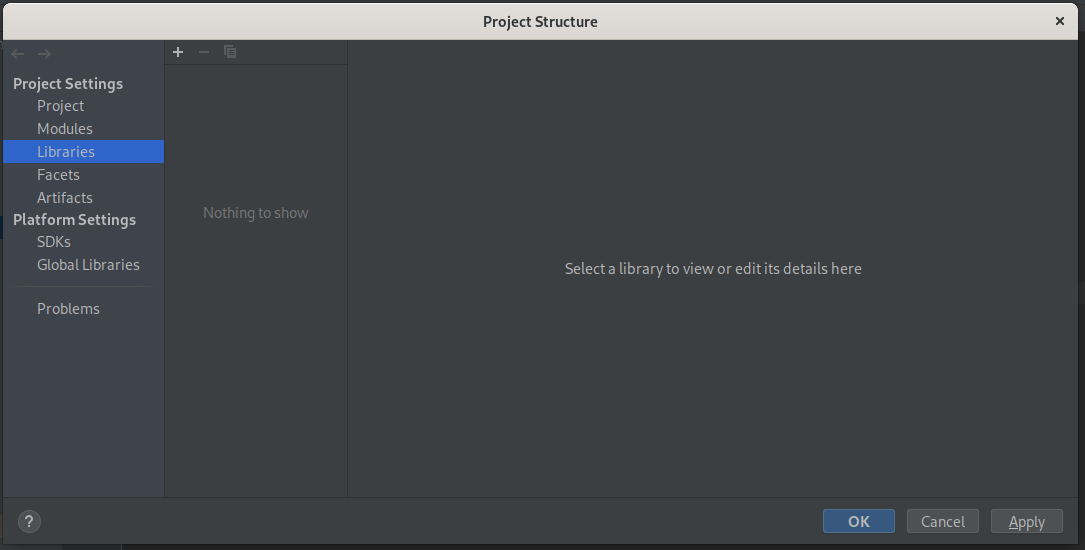 Project Structure
Project Settings
Project
Modules
Libraries
Facets
Artifacts
Platform Settings
SDKs
Global Libraries
Problems
Nothing to show
Select a library to view or edit its details here
?
OK
Cancel
Apply